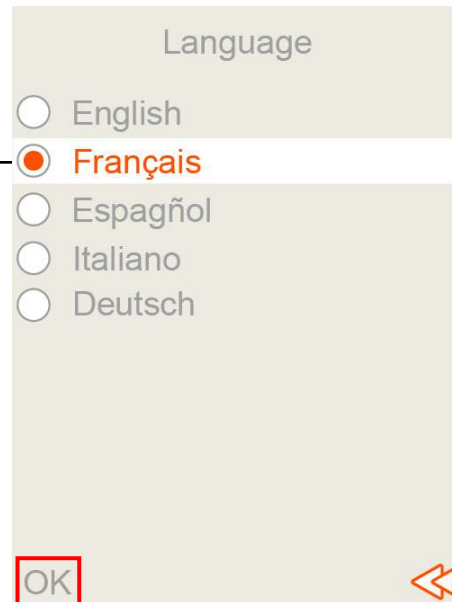 Language
English
Français
Espagñol
Italiano
Deutsch
OK